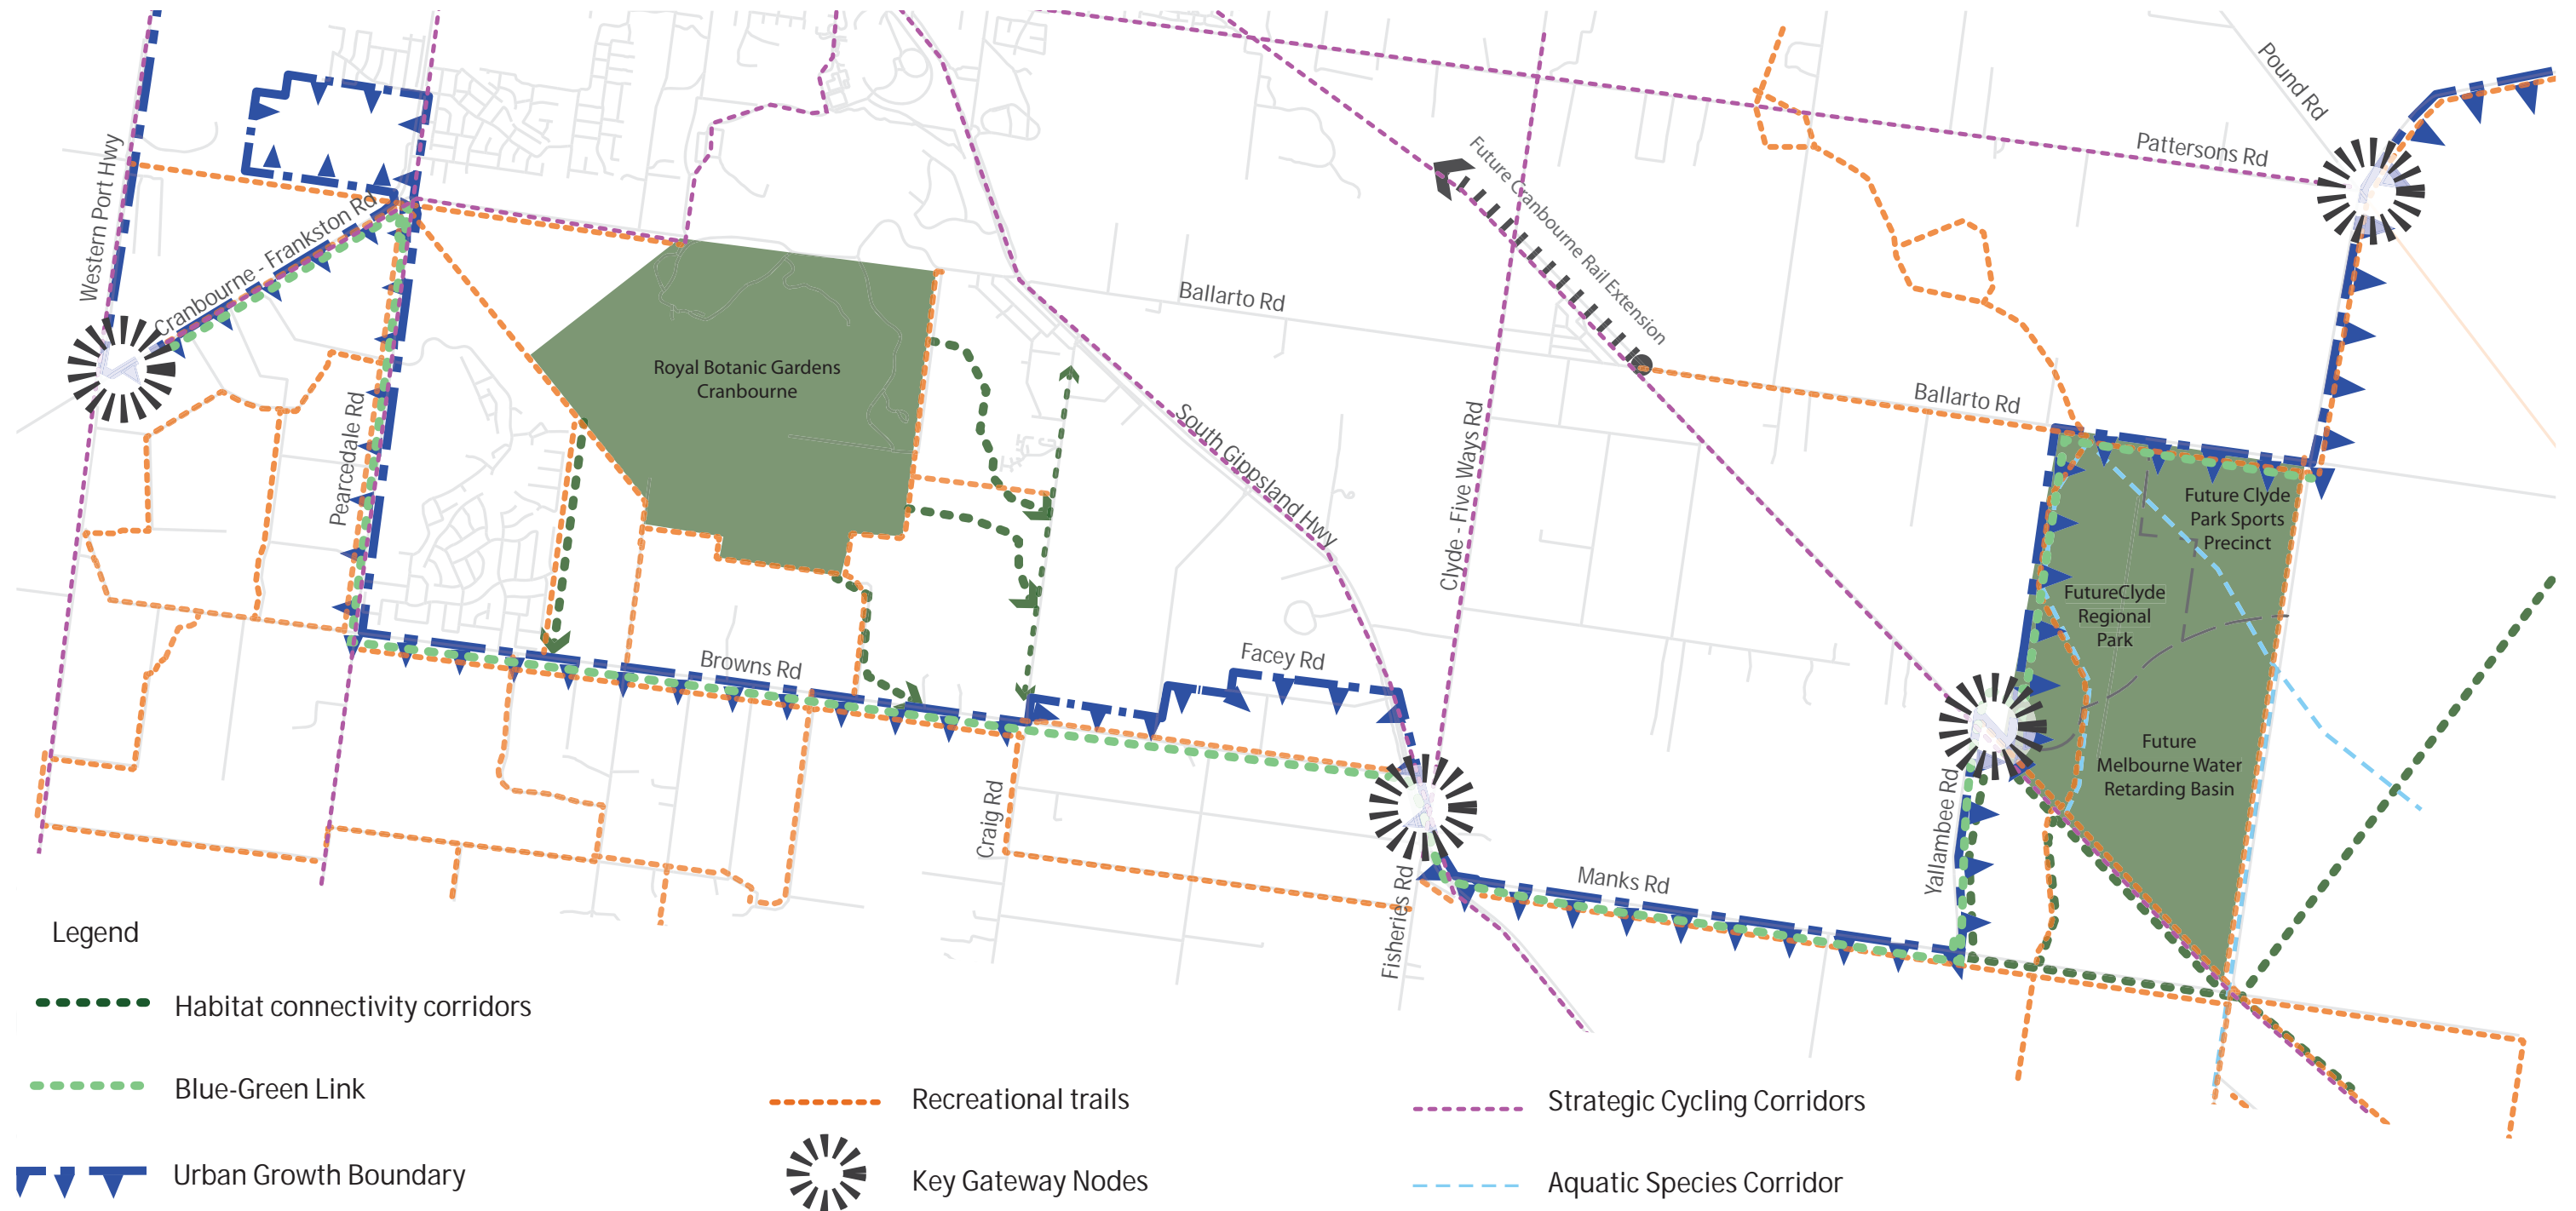 Pound Rd
Pattersons Rd
Western Port Hwy
Cranbourne - Frankston Rd
Future Cranbourne Rail Extension
Ballarto Rd
Royal Botanic Gardens
Cranbourne
Pearcedale Rd
South Gippsland Hwy
Clyde - Five Ways Rd
Ballarto Rd
Future Clyde
Park Sports
Precinct
FutureClyde
Regional
Park
Browns Rd
Facey Rd
Future
Melbourne Water
Retarding Basin
Craig Rd
Yallambee Rd
Manks Rd
Fisheries Rd
Legend
Habitat connectivity corridors
Blue-Green Link
Urban Growth Boundary
Recreational trails
Key Gateway Nodes
Strategic Cycling Corridors
Aquatic Species Corridor